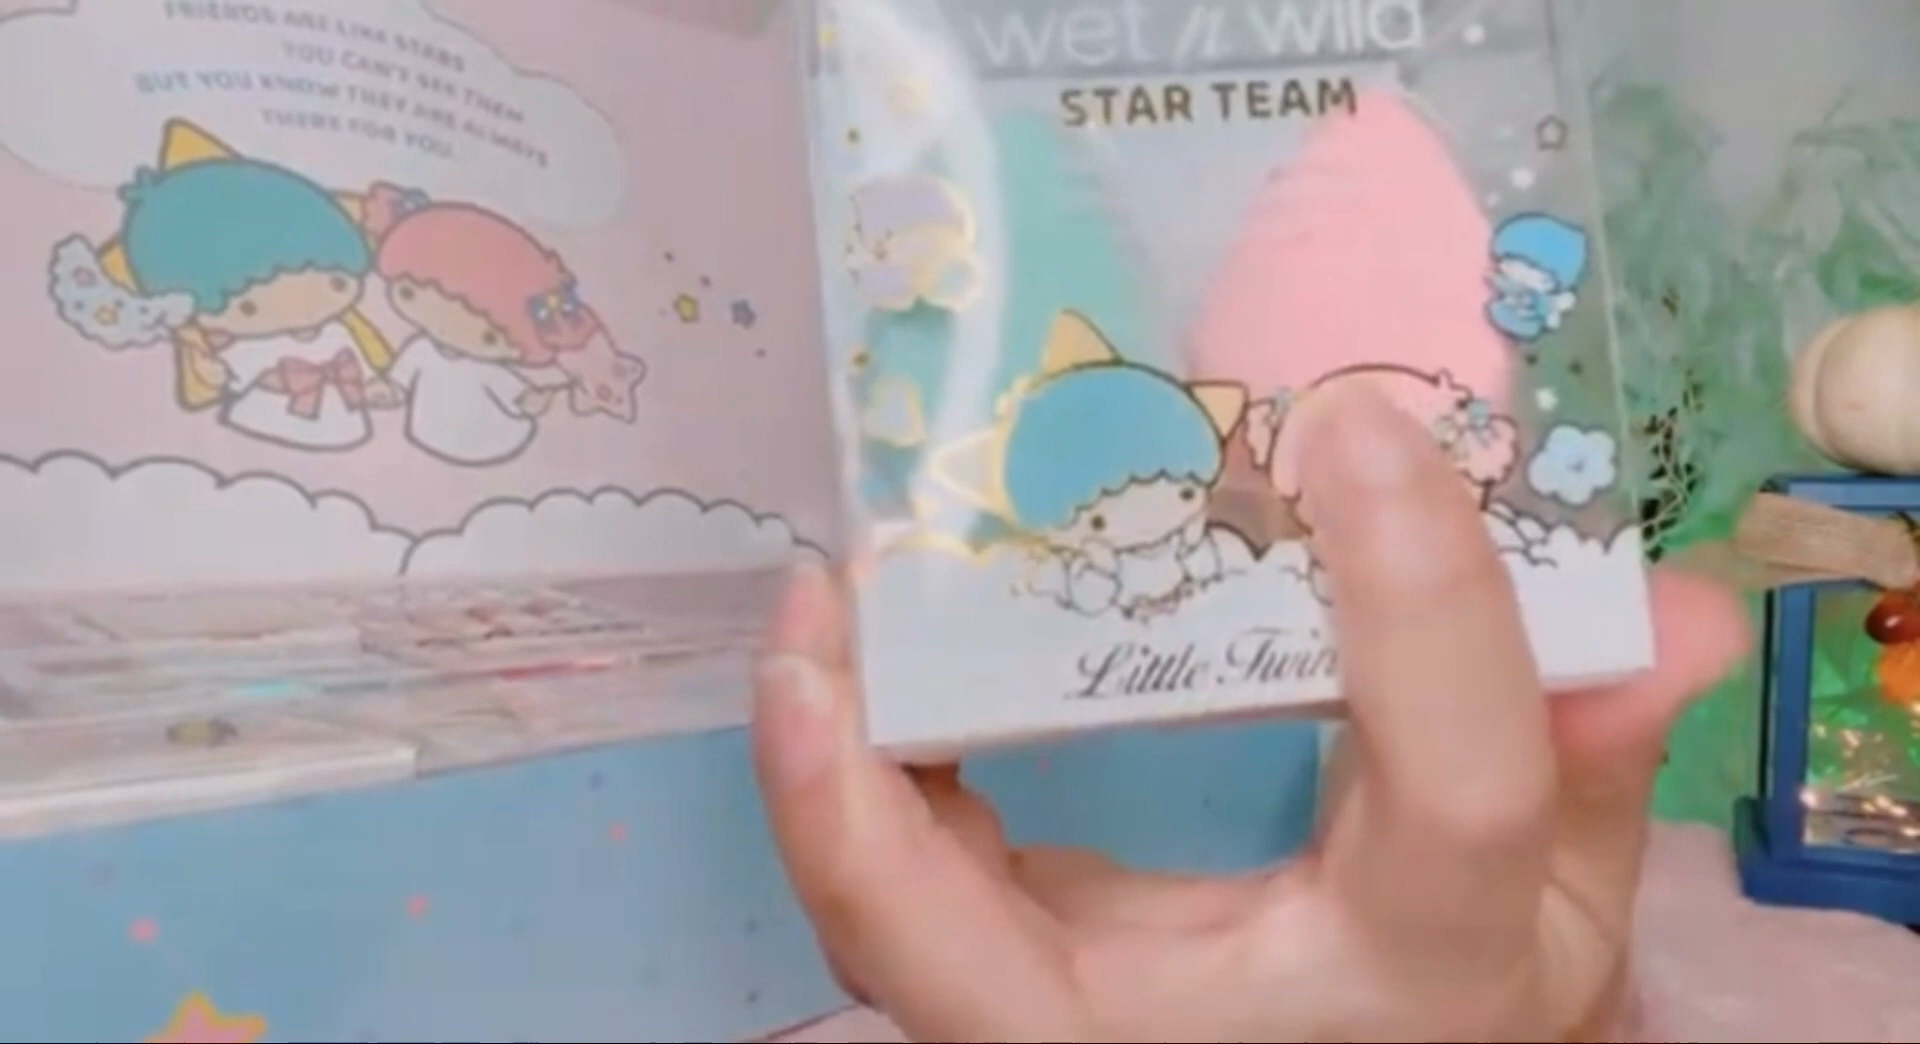 FRIENDS ARE LIKE STARS
YOU CAN'T SEE THEM
BUT YOU KNOW THEY ARE ALWAYS
THERE FOR YOU.
wet n wild
STAR TEAM
Little Twin